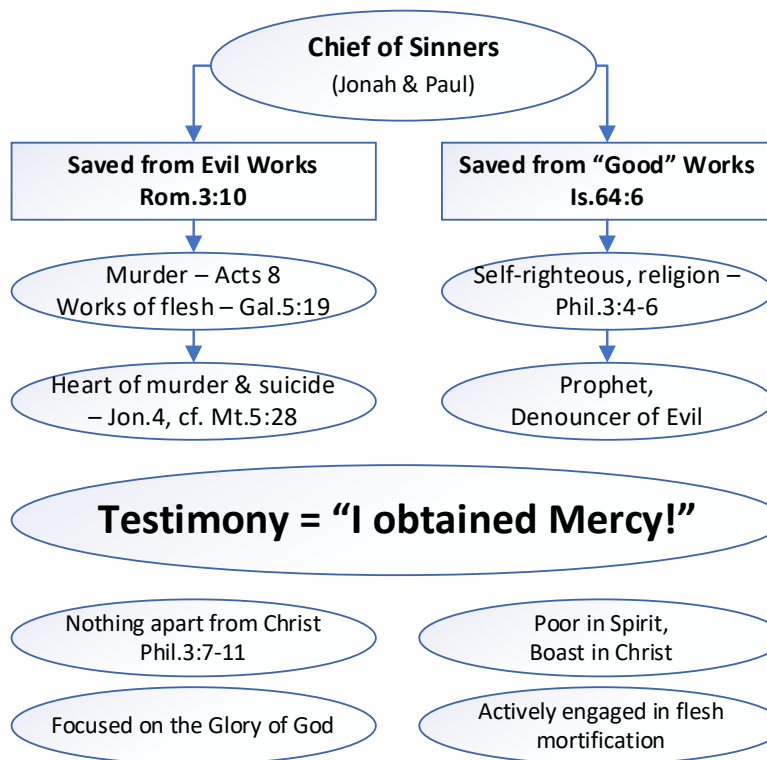 Chief of Sinners
(Jonah & Paul)
Saved from Evil Works
Rom.3:10
Saved from “Good” Works
Is.64:6
Murder – Acts 8
Works of flesh – Gal.5:19
Self-righteous, religion –
Phil.3:4-6
Heart of murder & suicide
– Jon.4, cf. Mt.5:28
Prophet,
Denouncer of Evil
Testimony = “I obtained Mercy!”
Nothing apart from Christ
Phil.3:7-11
Poor in Spirit,
Boast in Christ
Focused on the Glory of God
Actively engaged in flesh
mortification